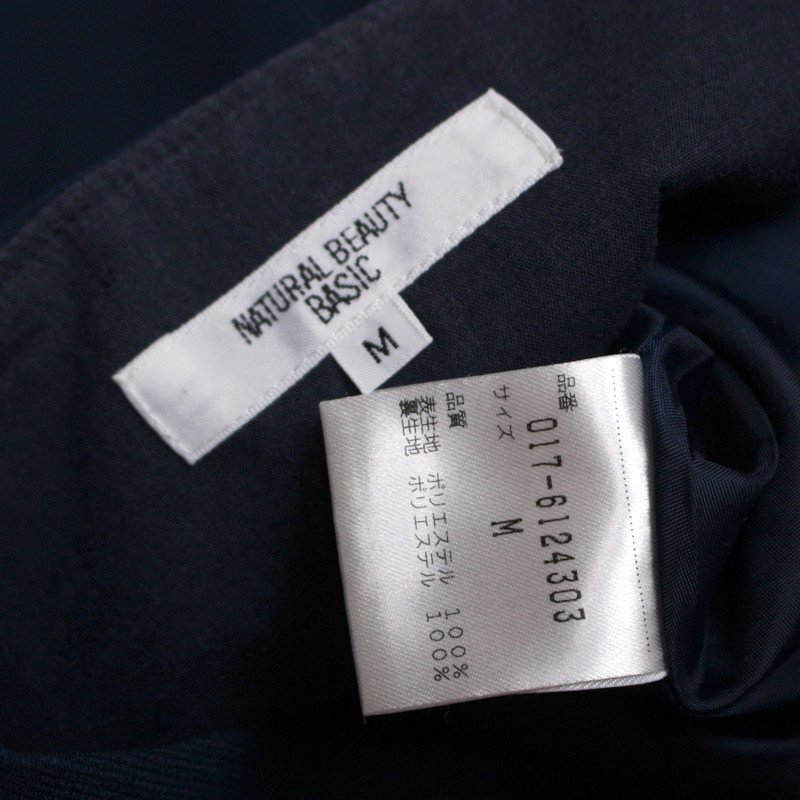 NATURAL BEAUTY
BASIC
M
品番
017-6124303
サイズ
M
品質
表生地 ポリエステル 100%
裏生地 ポリエステル 100%